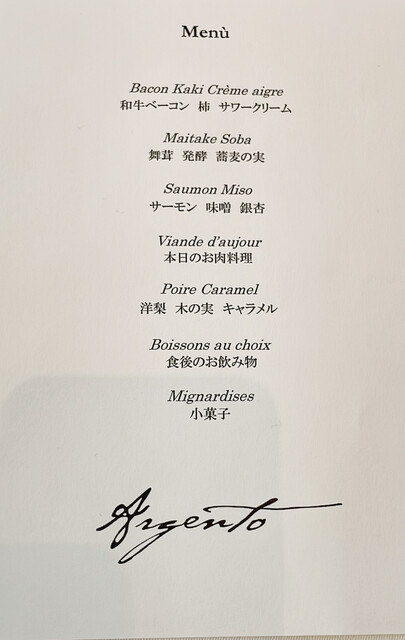 Menù
Bacon Kaki Crème aigre
和牛ベーコン 柿 サワークリーム
Maitake Soba
舞茸 発酵 蕎麦の実
Saumon Miso
サーモン 味噌 銀杏
Viande d'aujour
本日のお肉料理
Poire Caramel
洋梨 木の実 キャラメル
Boissons au choix
食後のお飲み物
Mignardises
小菓子
Argento